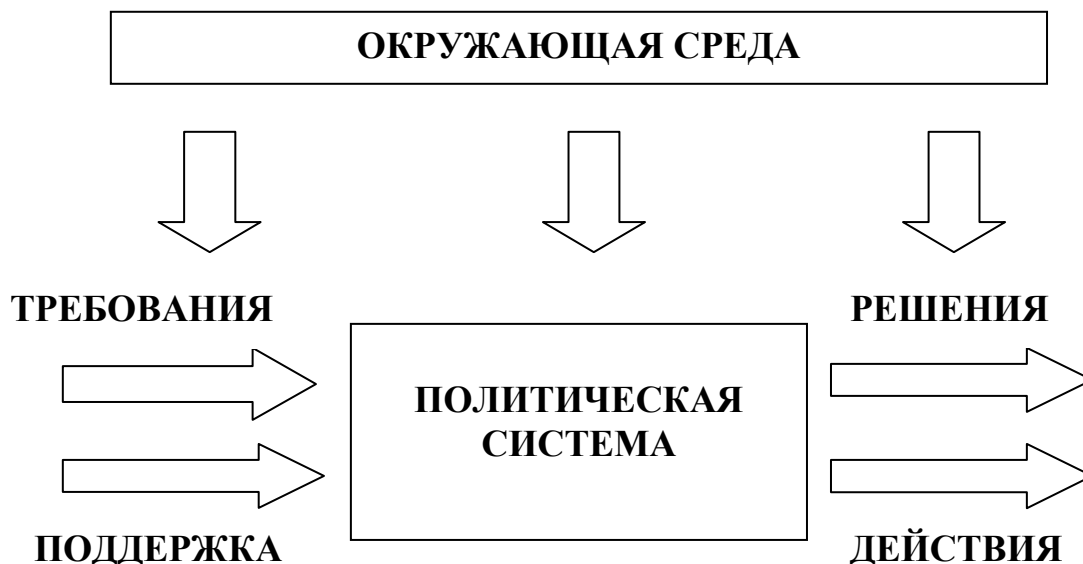 ОКРУЖАЮЩАЯ СРЕДА
ТРЕБОВАНИЯ
РЕШЕНИЯ
ПОЛИТИЧЕСКАЯ
СИСТЕМА
ПОДДЕРЖКА
ДЕЙСТВИЯ